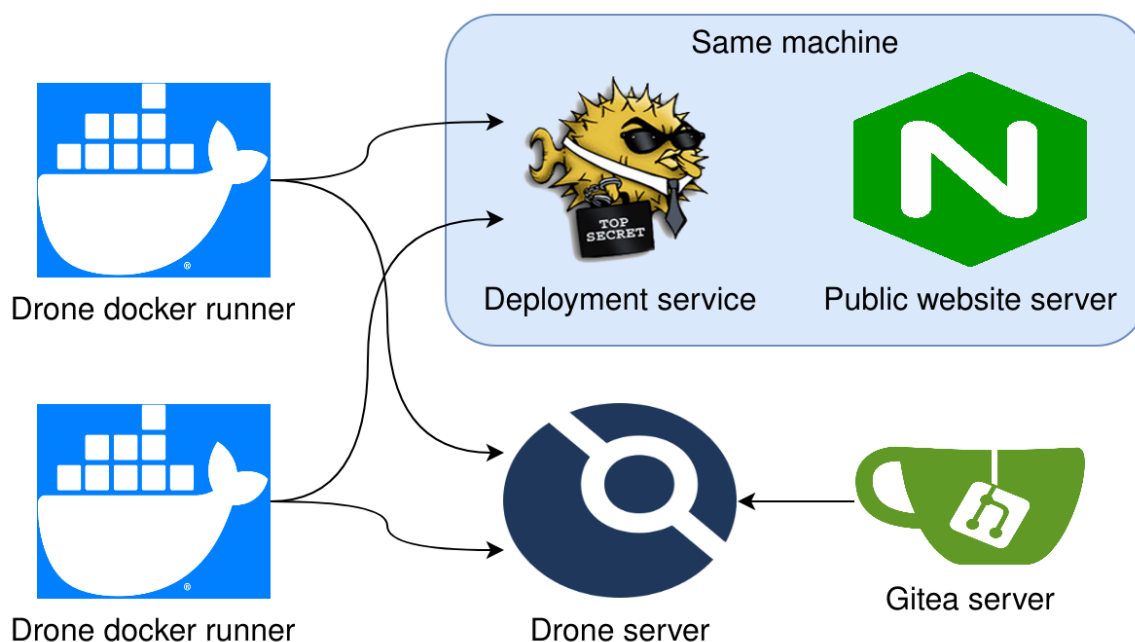 Same machine
TOP
SECRET
®
Drone docker runner
Deployment service
Public website server
N
®
Drone docker runner
Drone server
Gitea server